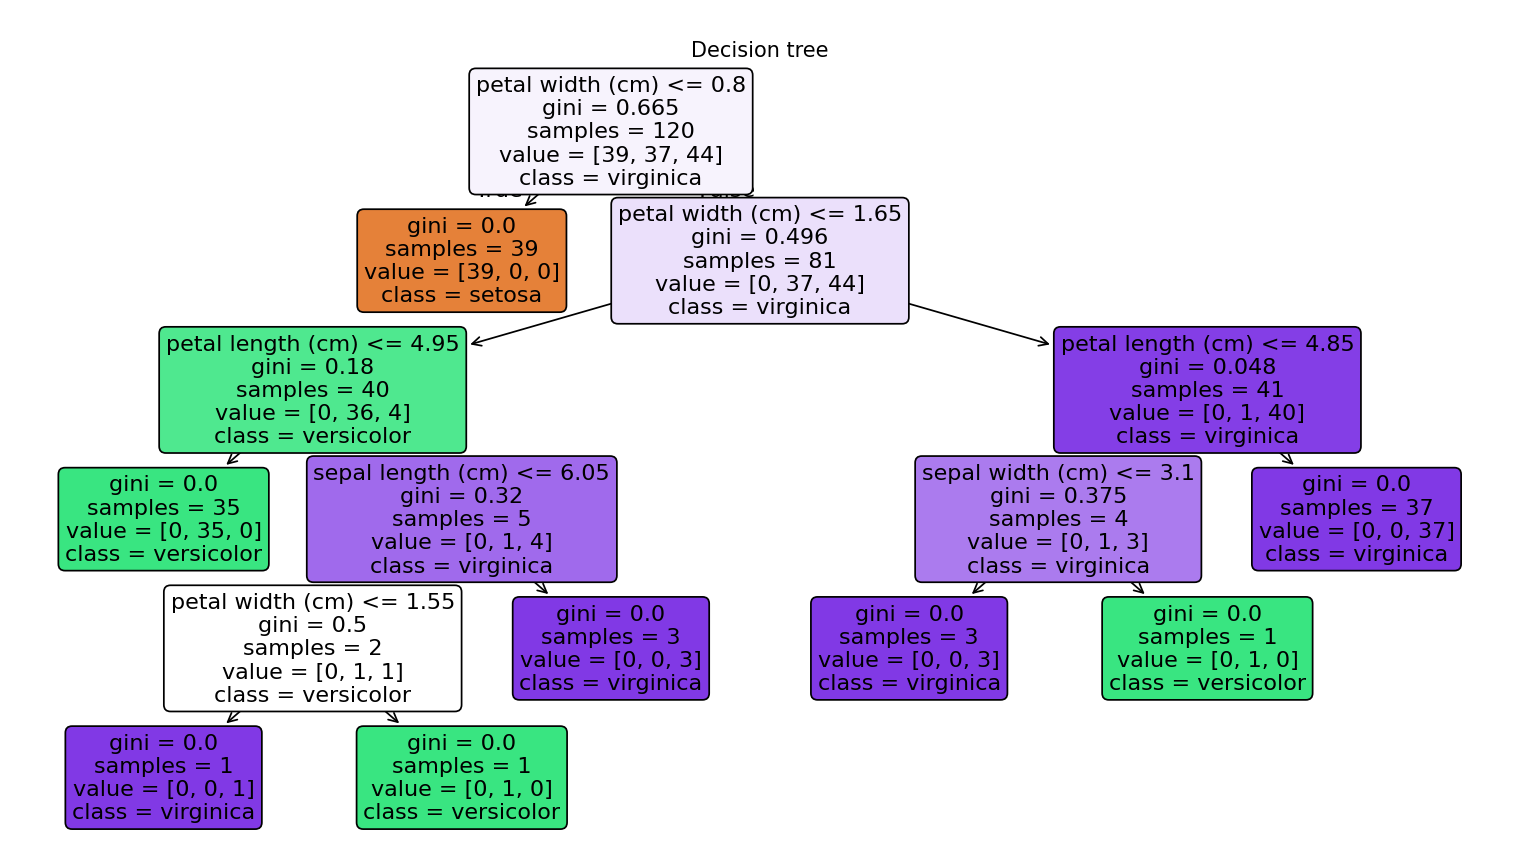 Decision tree
petal width (cm) <= 0.8
gini = 0.665
samples = 120
value = [39, 37, 44]
class = virginica
gini = 0.0
samples = 39
value = [39, 0, 0]
class = setosa
petal width (cm) <= 1.65
gini = 0.496
samples = 81
value = [0, 37, 44]
class = virginica
petal length (cm) <= 4.95
gini = 0.18
samples = 40
value = [0, 36, 4]
class = versicolor
petal length (cm) <= 4.85
gini = 0.048
samples = 41
value = [0, 1, 40]
class = virginica
gini = 0.0
samples = 35
value = [0, 35, 0]
class = versicolor
sepal length (cm) <= 6.05
gini = 0.32
samples = 5
value = [0, 1, 4]
class = virginica
sepal width (cm) <= 3.1
gini = 0.375
samples = 4
value = [0, 1, 3]
class = virginica
gini = 0.0
samples = 37
value = [0, 0, 37]
class = virginica
petal width (cm) <= 1.55
gini = 0.5
samples = 2
value = [0, 1, 1]
class = versicolor
gini = 0.0
samples = 3
value = [0, 0, 3]
class = virginica
gini = 0.0
samples = 3
value = [0, 0, 3]
class = virginica
gini = 0.0
samples = 1
value = [0, 1, 0]
class = versicolor
gini = 0.0
samples = 1
value = [0, 0, 1]
class = virginica
gini = 0.0
samples = 1
value = [0, 1, 0]
class = versicolor